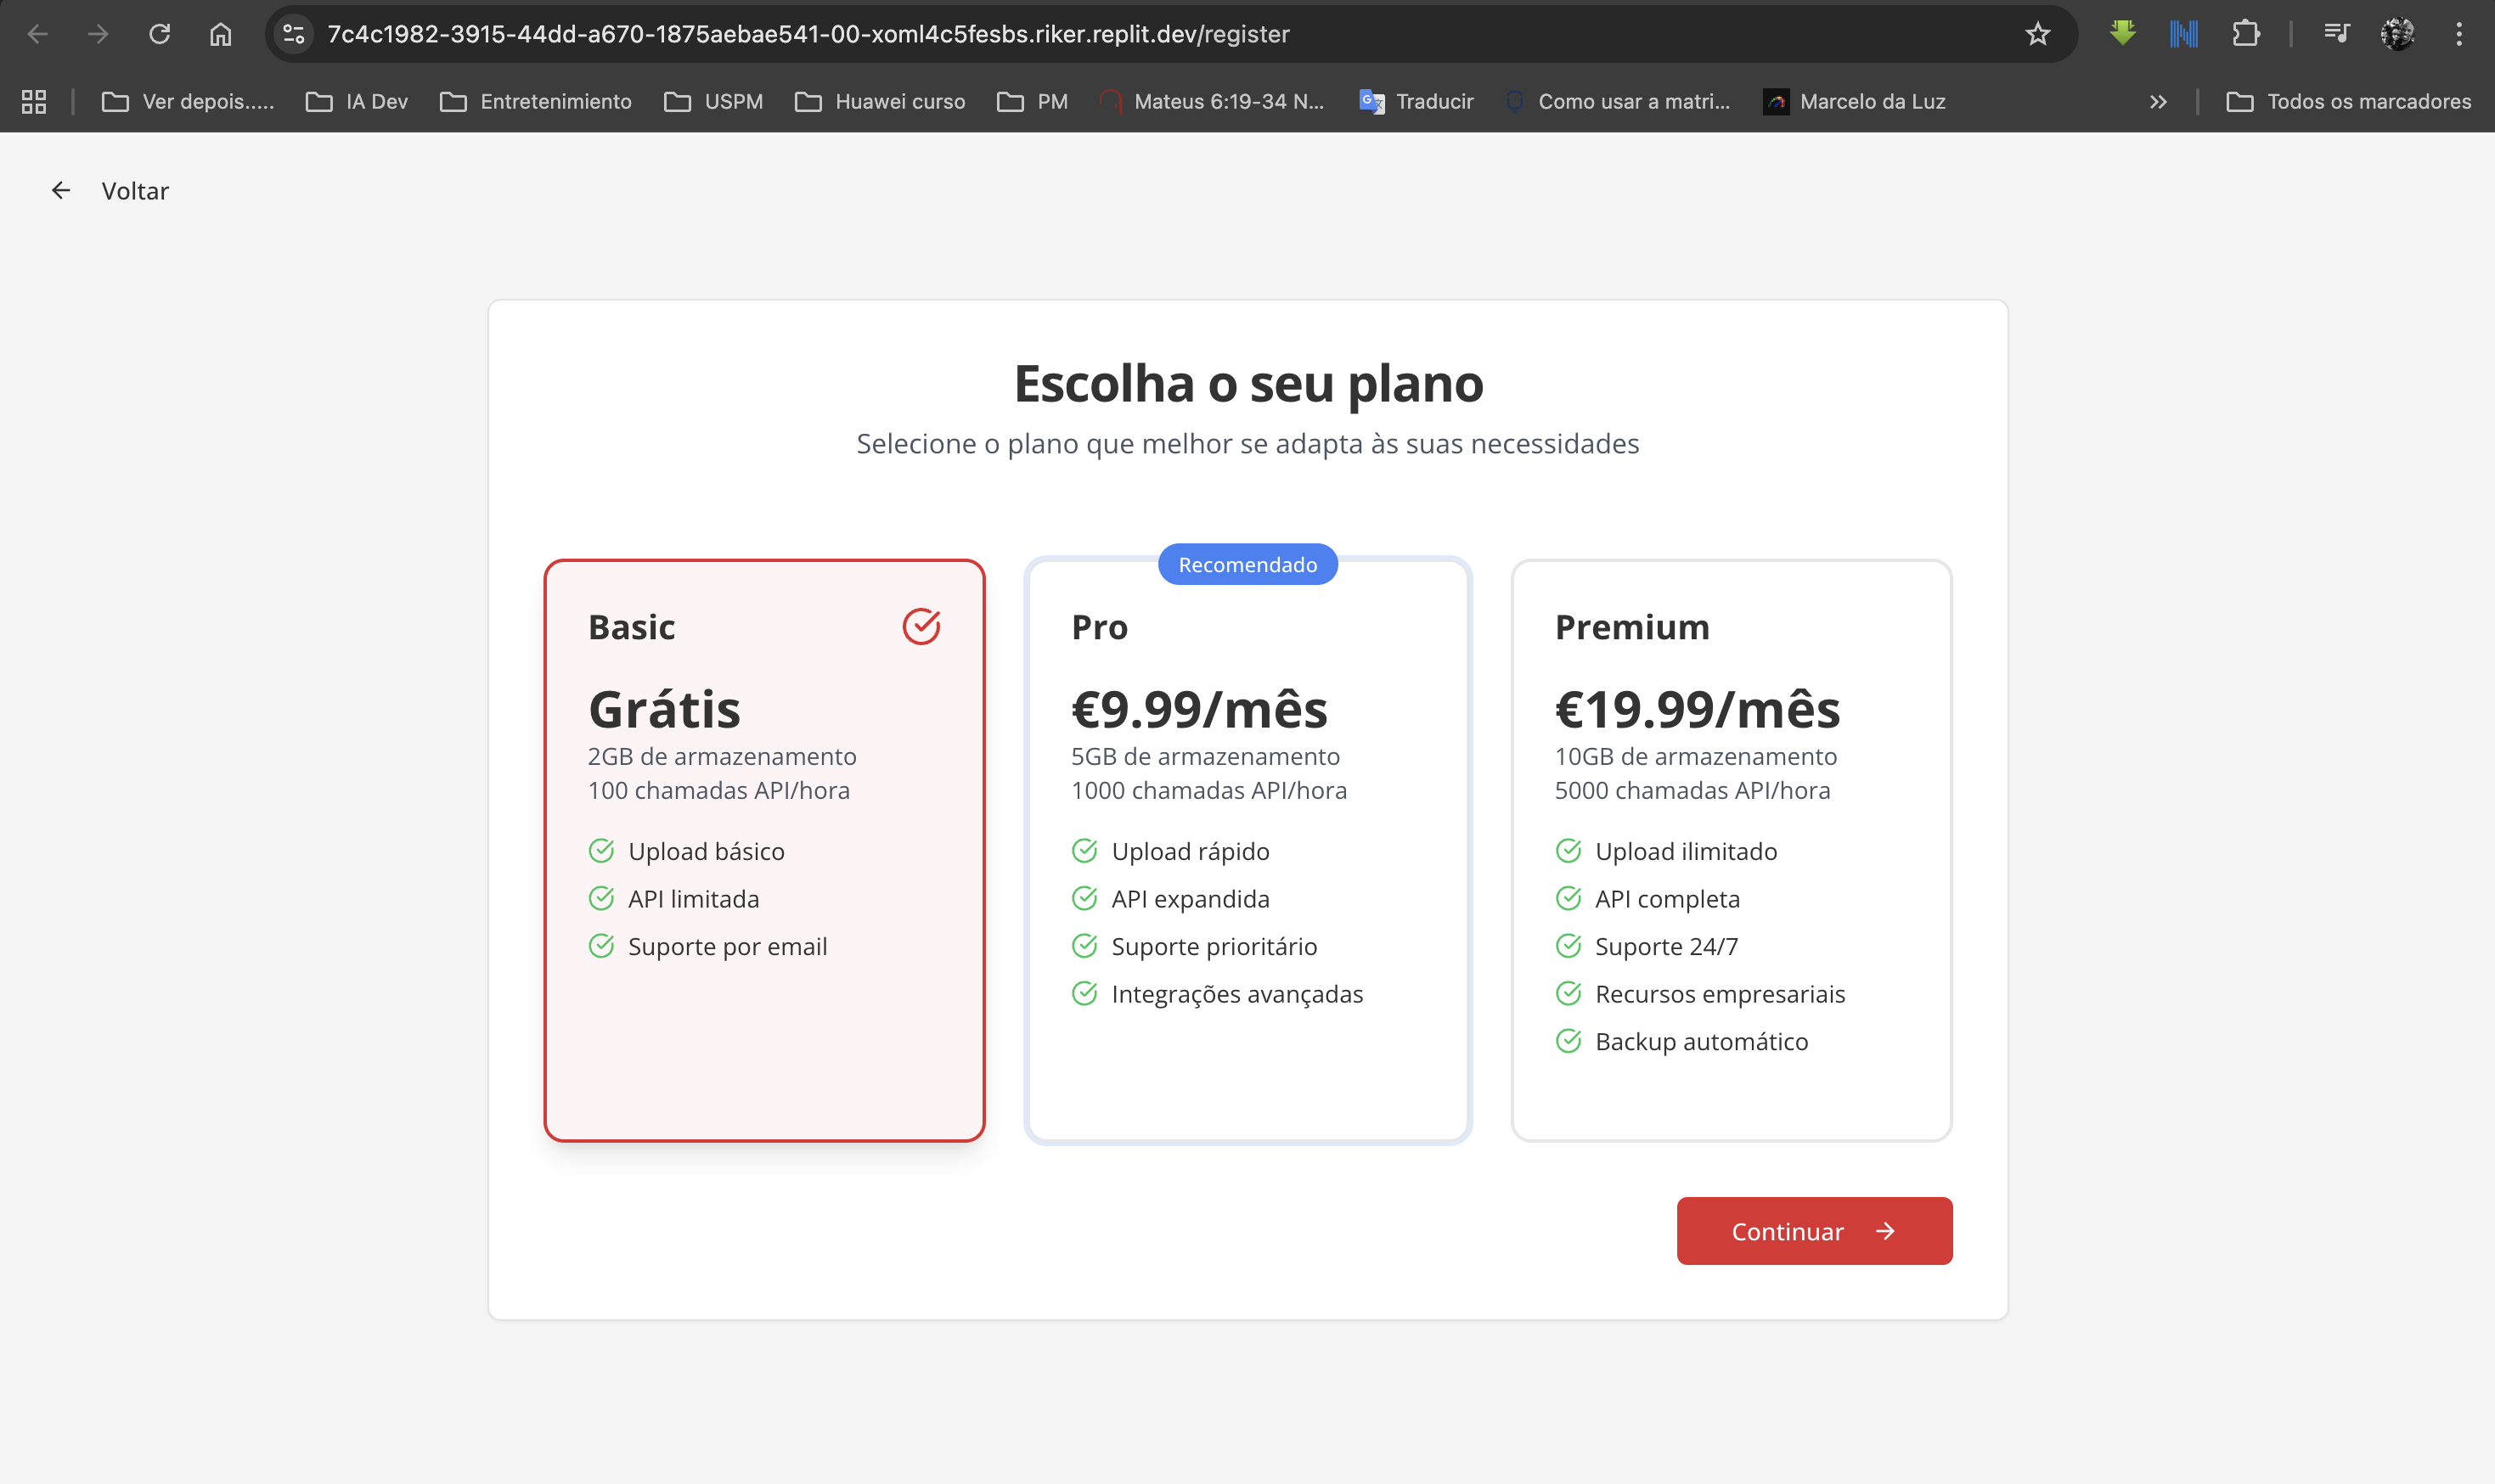 7c4c1982-3915-44dd-a670-1875aebae541-00-xoml4c5fesbs.riker.replit.dev/register
Ver depois.....
IA Dev
Entretenimiento
USPM
Huawei curso
PM
Mateus 6:19-34 N...
Traducir
Como usar a matri...
Marcelo da Luz
Todos os marcadores
Voltar
Escolha o seu plano
Selecione o plano que melhor se adapta às suas necessidades
Basic
Grátis
2GB de armazenamento
100 chamadas API/hora
Upload básico
API limitada
Suporte por email
Recomendado
Pro
€9.99/mês
5GB de armazenamento
1000 chamadas API/hora
Upload rápido
API expandida
Suporte prioritário
Integrações avançadas
Premium
€19.99/mês
10GB de armazenamento
5000 chamadas API/hora
Upload ilimitado
API completa
Suporte 24/7
Recursos empresariais
Backup automático
Continuar